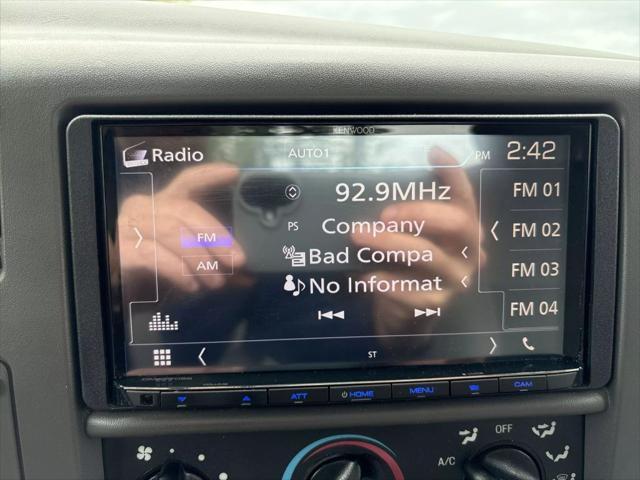 KENWOOD
Radio
AUTO1
PM 2:42
92.9MHz
FM 01
FM
PS Company
FM 02
AM
Bad Compa
FM 03
No Informat
FM 04
ST
ATT
HOME
MENU
CAM
OFF
A/C